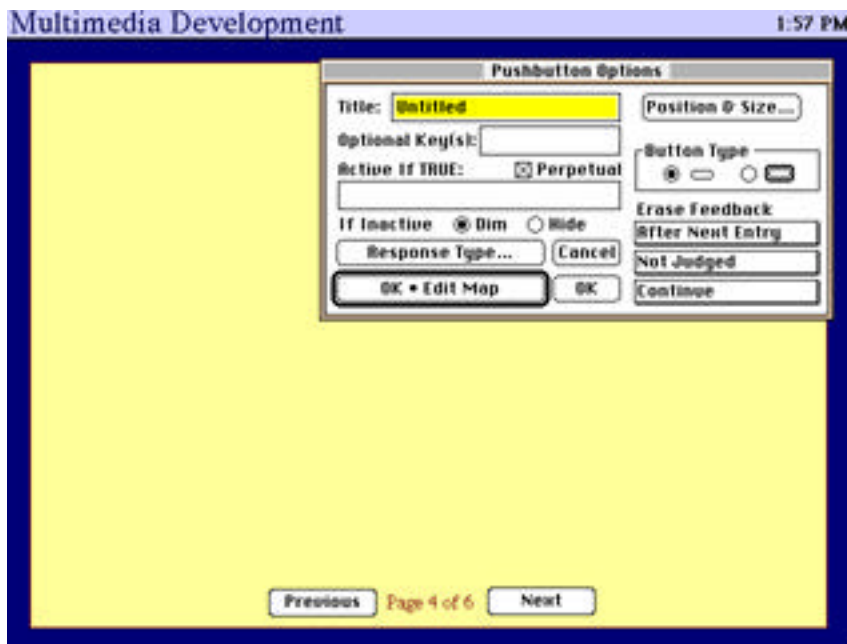 Multimedia Development 1:57 PM
Pushbutton Options
Title: Untitled
Position & Size...
Optional Key(s):
Button Type
Active If TRUE: Perpetual
If Inactive Dim Hide
Erase Feedback
After Next Entry
Response Type... Cancel
Not Judged
OK • Edit Map OK
Continue
Previous Page 4 of 6 Next